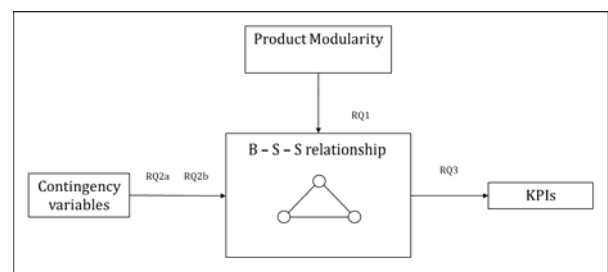 Product Modularity
RQ1
B – S – S relationship
RQ2a RQ2b
RQ3
Contingency
variables
KPIs